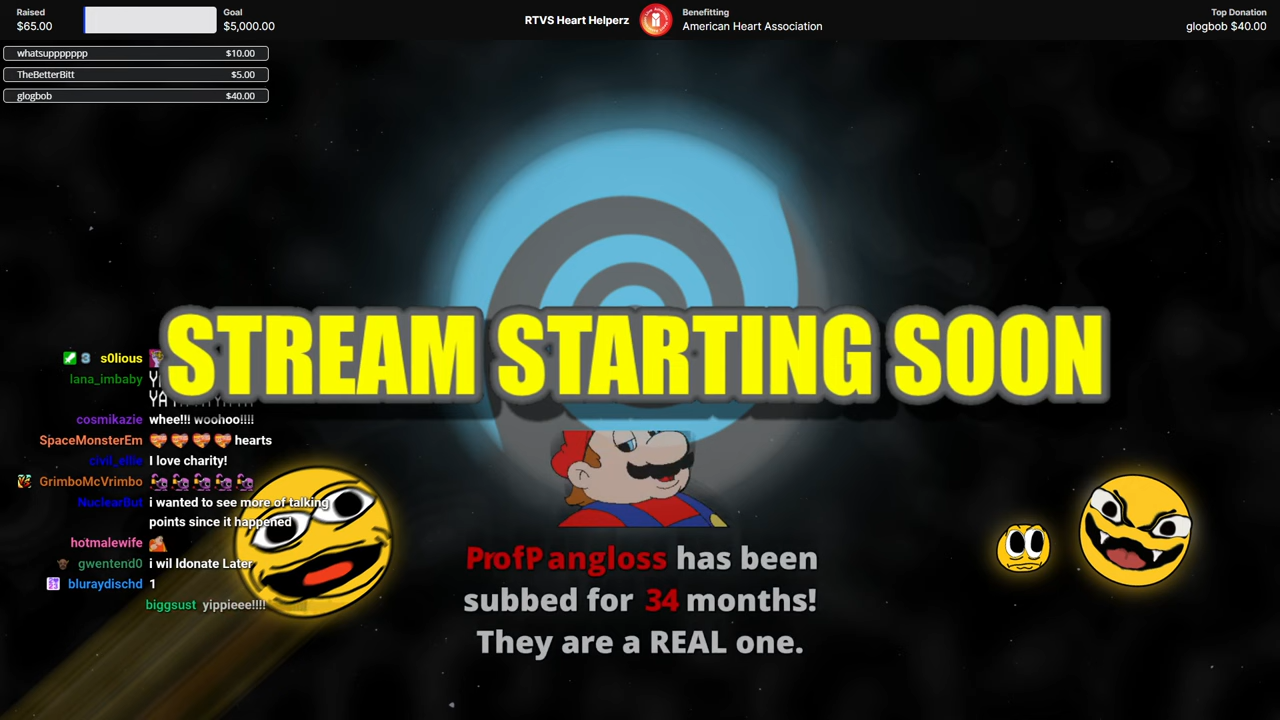 Raised
$65.00
Goal
$5,000.00
RTVS Heart Helperz
Benefitting
American Heart Association
Top Donation
glogbob $40.00
whatsuppppppp $10.00
TheBetterBitt $5.00
glogbob $40.00
STREAM STARTING SOON
3 s0lious
lana_imbaby
cosmikazie whee!!! woohoo!!!!
SpaceMonsterEm hearts
civil_ellie I love charity!
GrimboMcVrimbo
NuclearBut i wanted to see more of talking
points since it happened
hotmalewife
gwentend0 i wil ldonate Later
bluraydischd 1
biggsust yippieee!!!!
ProfPangloss has been
subbed for 34 months!
They are a REAL one.